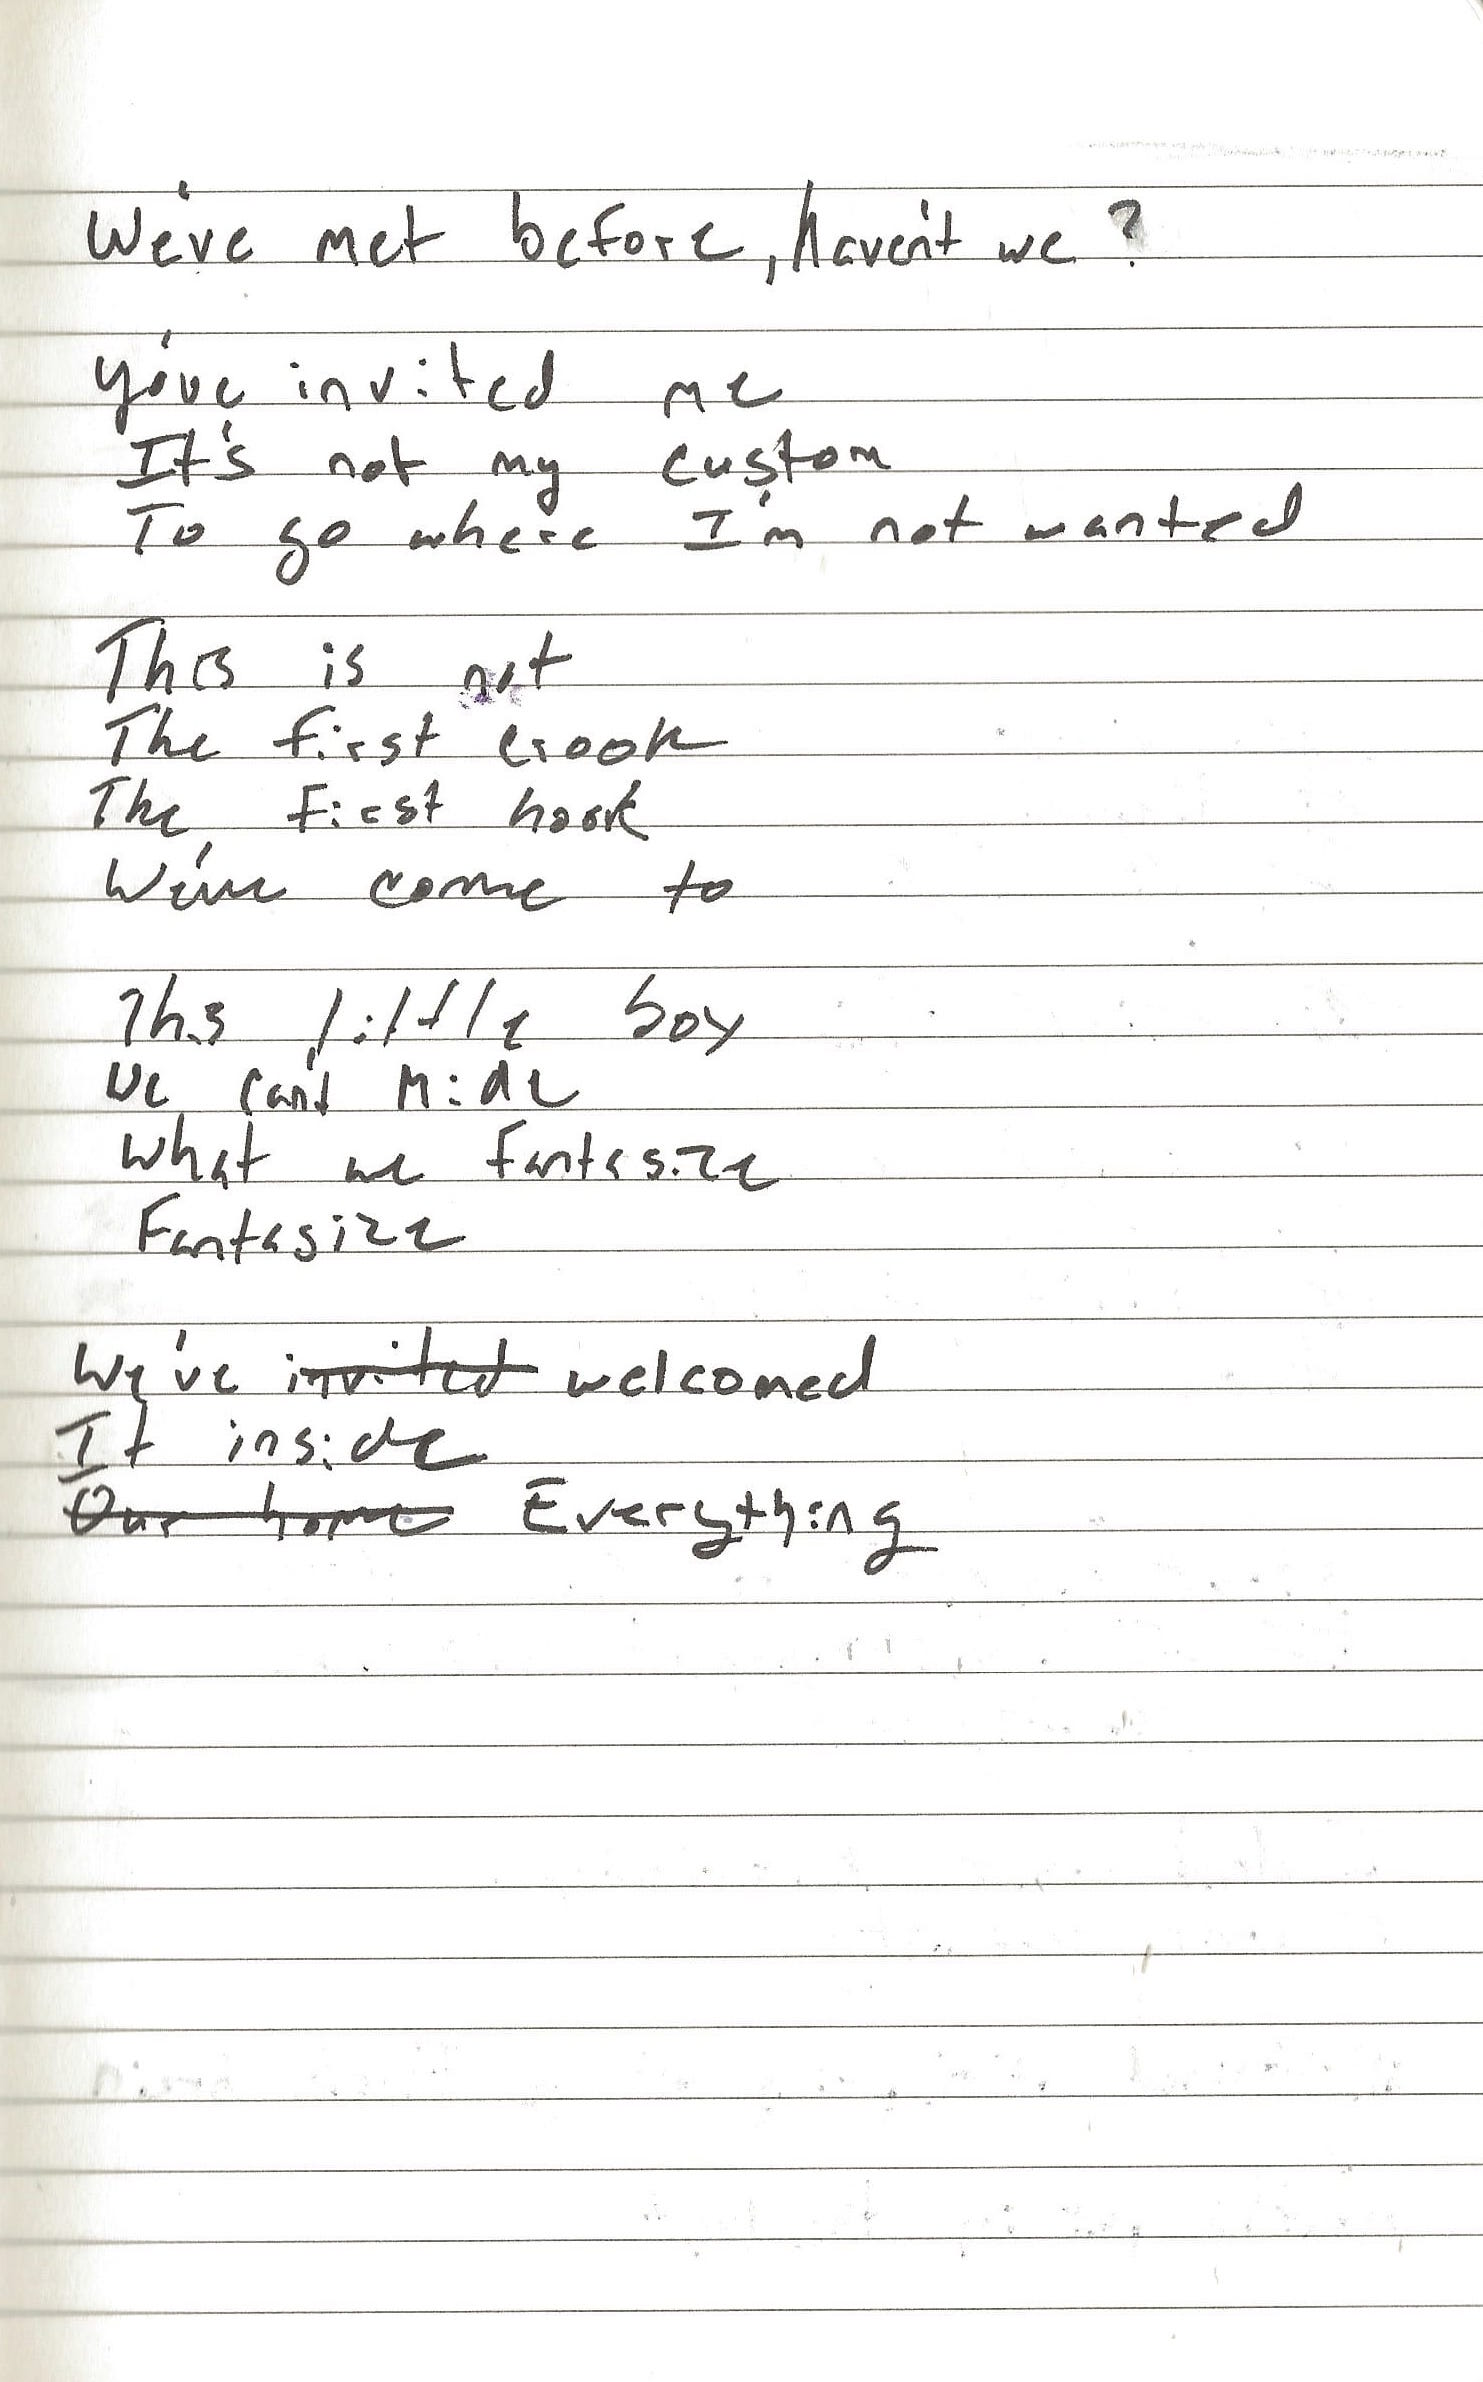 We've met before, haven't we?
You've invited me
It's not my custom
To go where I'm not wanted
This is not
The first crook
The first hook
We've come to
This little boy
We can't hide
What we fantasize
Fantasize
We've invited welcomed
It inside
Our home Everything